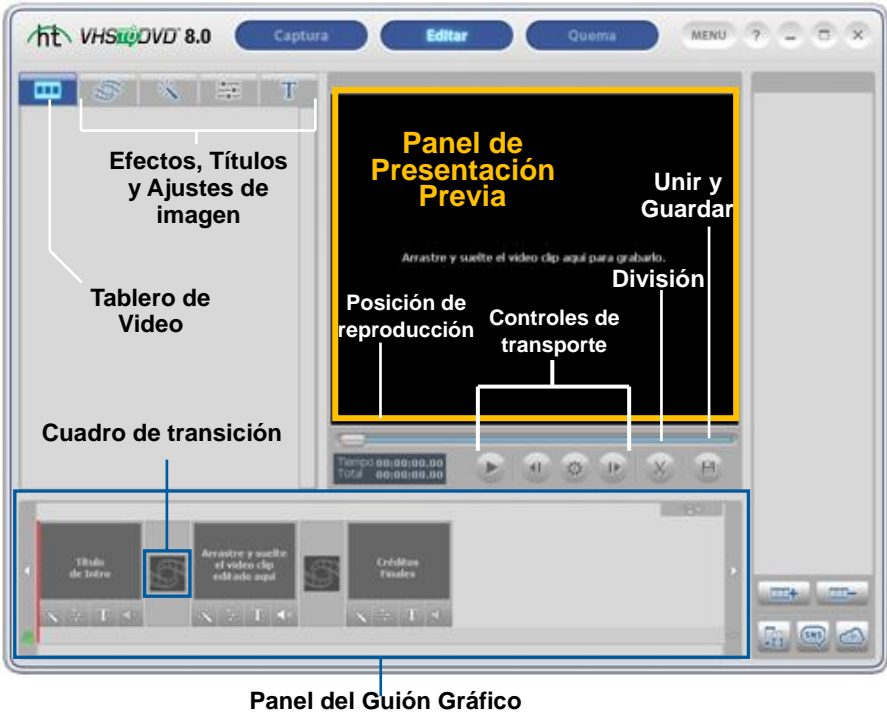 ht VHSTODVD 8.0
Captura
Editar
Quema
MENU
?
T
Efectos, Títulos
y Ajustes de
imagen
Tablero de
Video
Cuadro de transición
Panel de
Presentación
Previa
Unir y
Guardar
Arrastre y suelte el video clip aquí para grabarlo.
División
Posición de
reproducción
Controles de
transporte
Tiempo 00:00:00.00
Total 00:00:00.00
Título
de Intro
Arrastre y suelte
el video clip
editado aquí
Créditos
Finales
T
T
T
SNS
Panel del Guión Gráfico